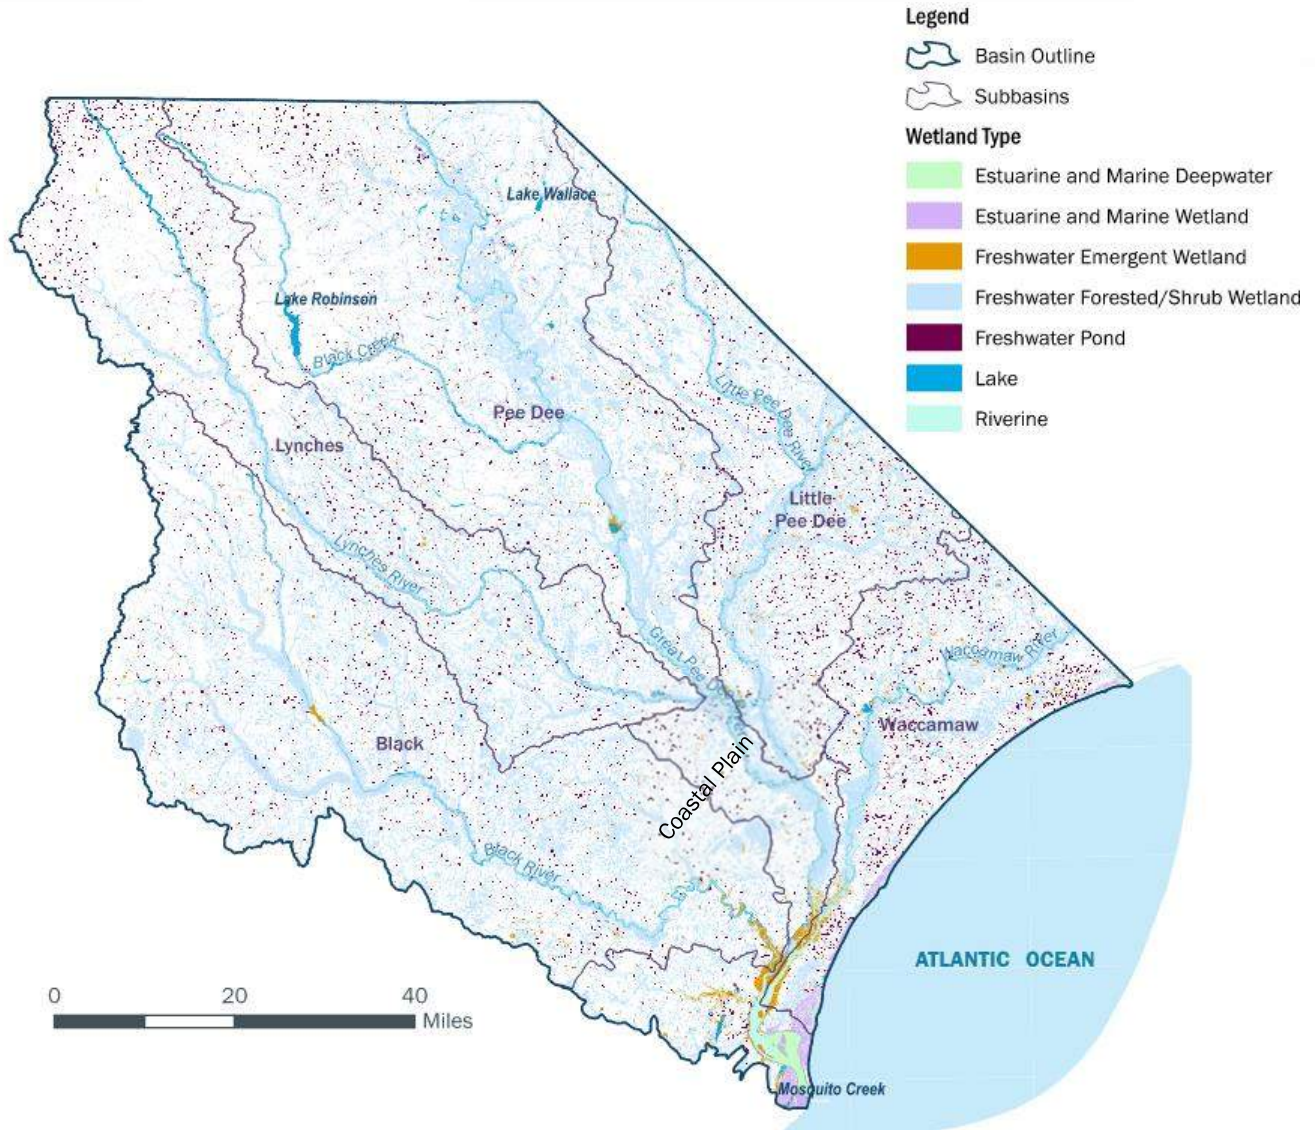 Legend
Basin Outline
Subbasins
Wetland Type
Estuarine and Marine Deepwater
Estuarine and Marine Wetland
Freshwater Emergent Wetland
Freshwater Forested/Shrub Wetland
Freshwater Pond
Lake
Riverine
Lake Wallace
Lake Robinson
Black Creek
Little Pee Dee River
Pee Dee
Lynches
Little
Pee Dee
Lynches River
Great Pee Dee River
Waccamaw River
Waccamaw
Black
Coastal Plain
Black River
ATLANTIC OCEAN
0 20 40
Miles
Mosquito Creek